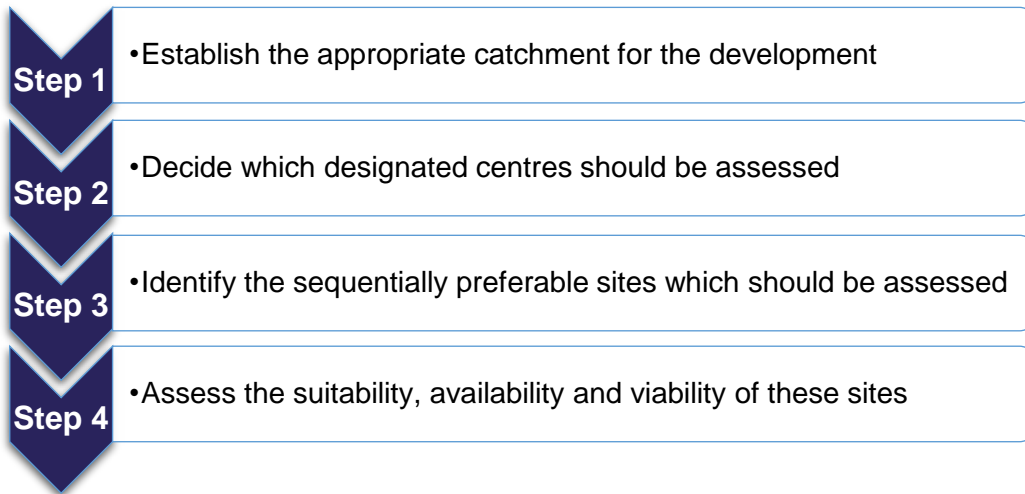 Step 1
•Establish the appropriate catchment for the development
Step 2
•Decide which designated centres should be assessed
Step 3
•Identify the sequentially preferable sites which should be assessed
Step 4
•Assess the suitability, availability and viability of these sites